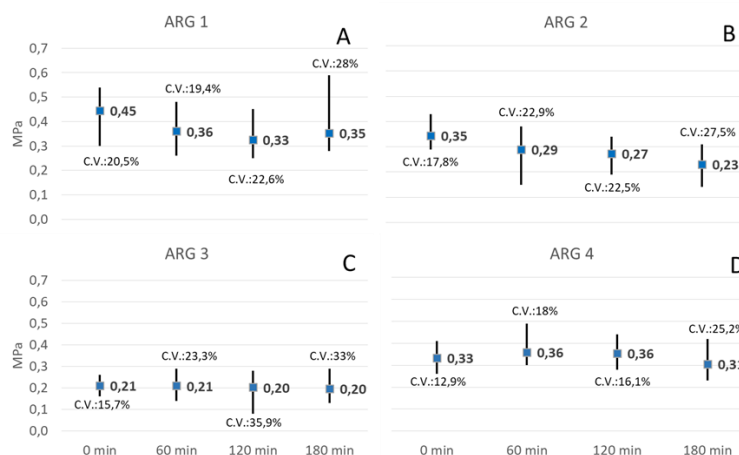 ARG 1
A
0,7
0,6
0,5
0,4
0,3
0,2
0,1
0,0
MPa
C.V.:20,5%
0,45
C.V.:19,4%
0,36
C.V.:22,6%
0,33
C.V.:28%
0,35
ARG 2
B
C.V.:17,8%
0,35
C.V.:22,9%
0,29
C.V.:22,5%
0,27
C.V.:27,5%
0,23
ARG 3
C
0,7
0,6
0,5
0,4
0,3
0,2
0,1
0,0
MPa
C.V.:15,7%
0,21
C.V.:23,3%
0,21
C.V.:35,9%
0,20
C.V.:33%
0,20
0 min
60 min
120 min
180 min
ARG 4
D
C.V.:12,9%
0,33
C.V.:18%
0,36
C.V.:16,1%
0,36
C.V.:25,2%
0,31
0 min
60 min
120 min
180 min